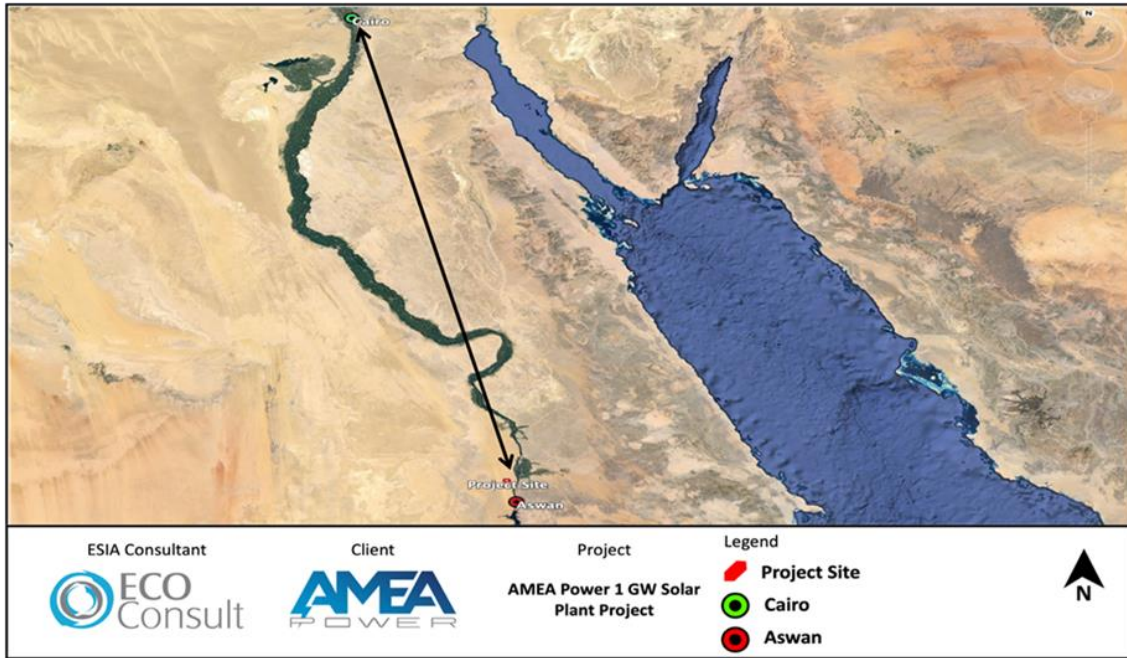 Cairo
Project Site
Aswan
N
ESIA Consultant
ECO
Consult
Client
AMEA
POWER
Project
AMEA Power 1 GW Solar
Plant Project
Legend
Project Site
Cairo
Aswan
N